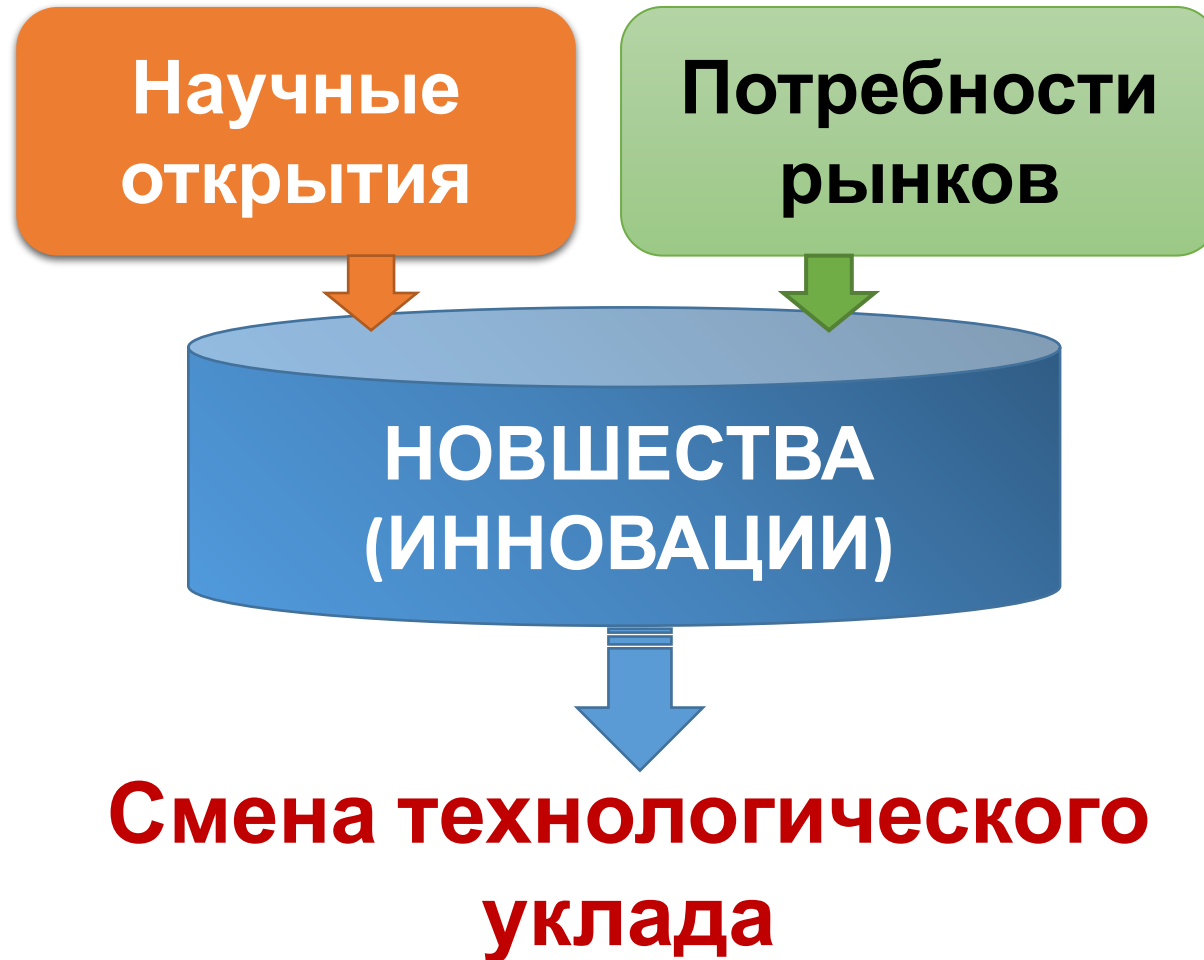 Научные
открытия
Потребности
рынков
НОВШЕСТВА
(ИННОВАЦИИ)
Смена технологического
уклада